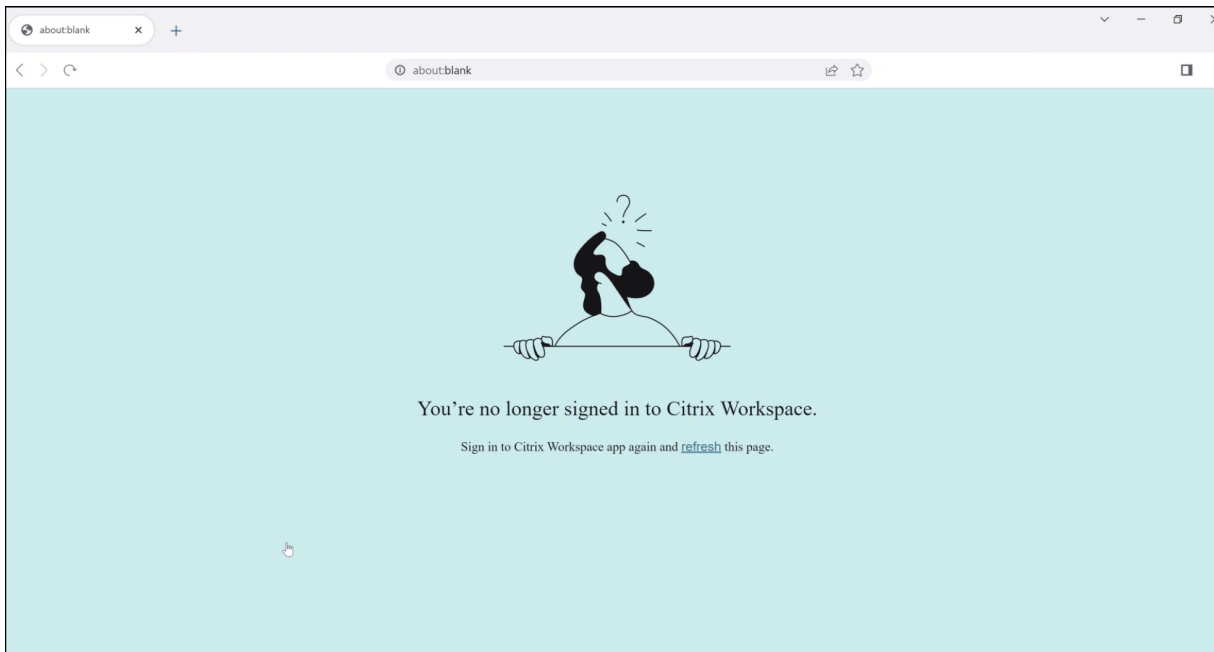 about:blank
about:blank
?
You’re no longer signed in to Citrix Workspace.
Sign in to Citrix Workspace app again and refresh this page.